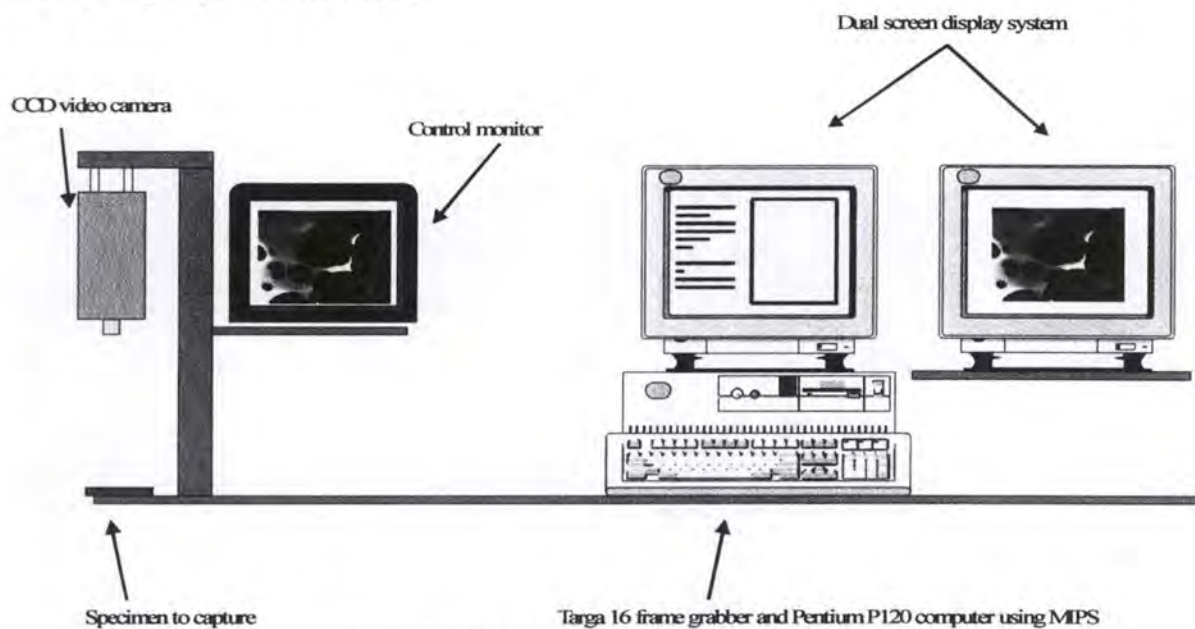 Dual screen display system
CCD video camera
Control monitor
Specimen to capture
Targa 16 frame grabber and Pentium P120 computer using MIPS